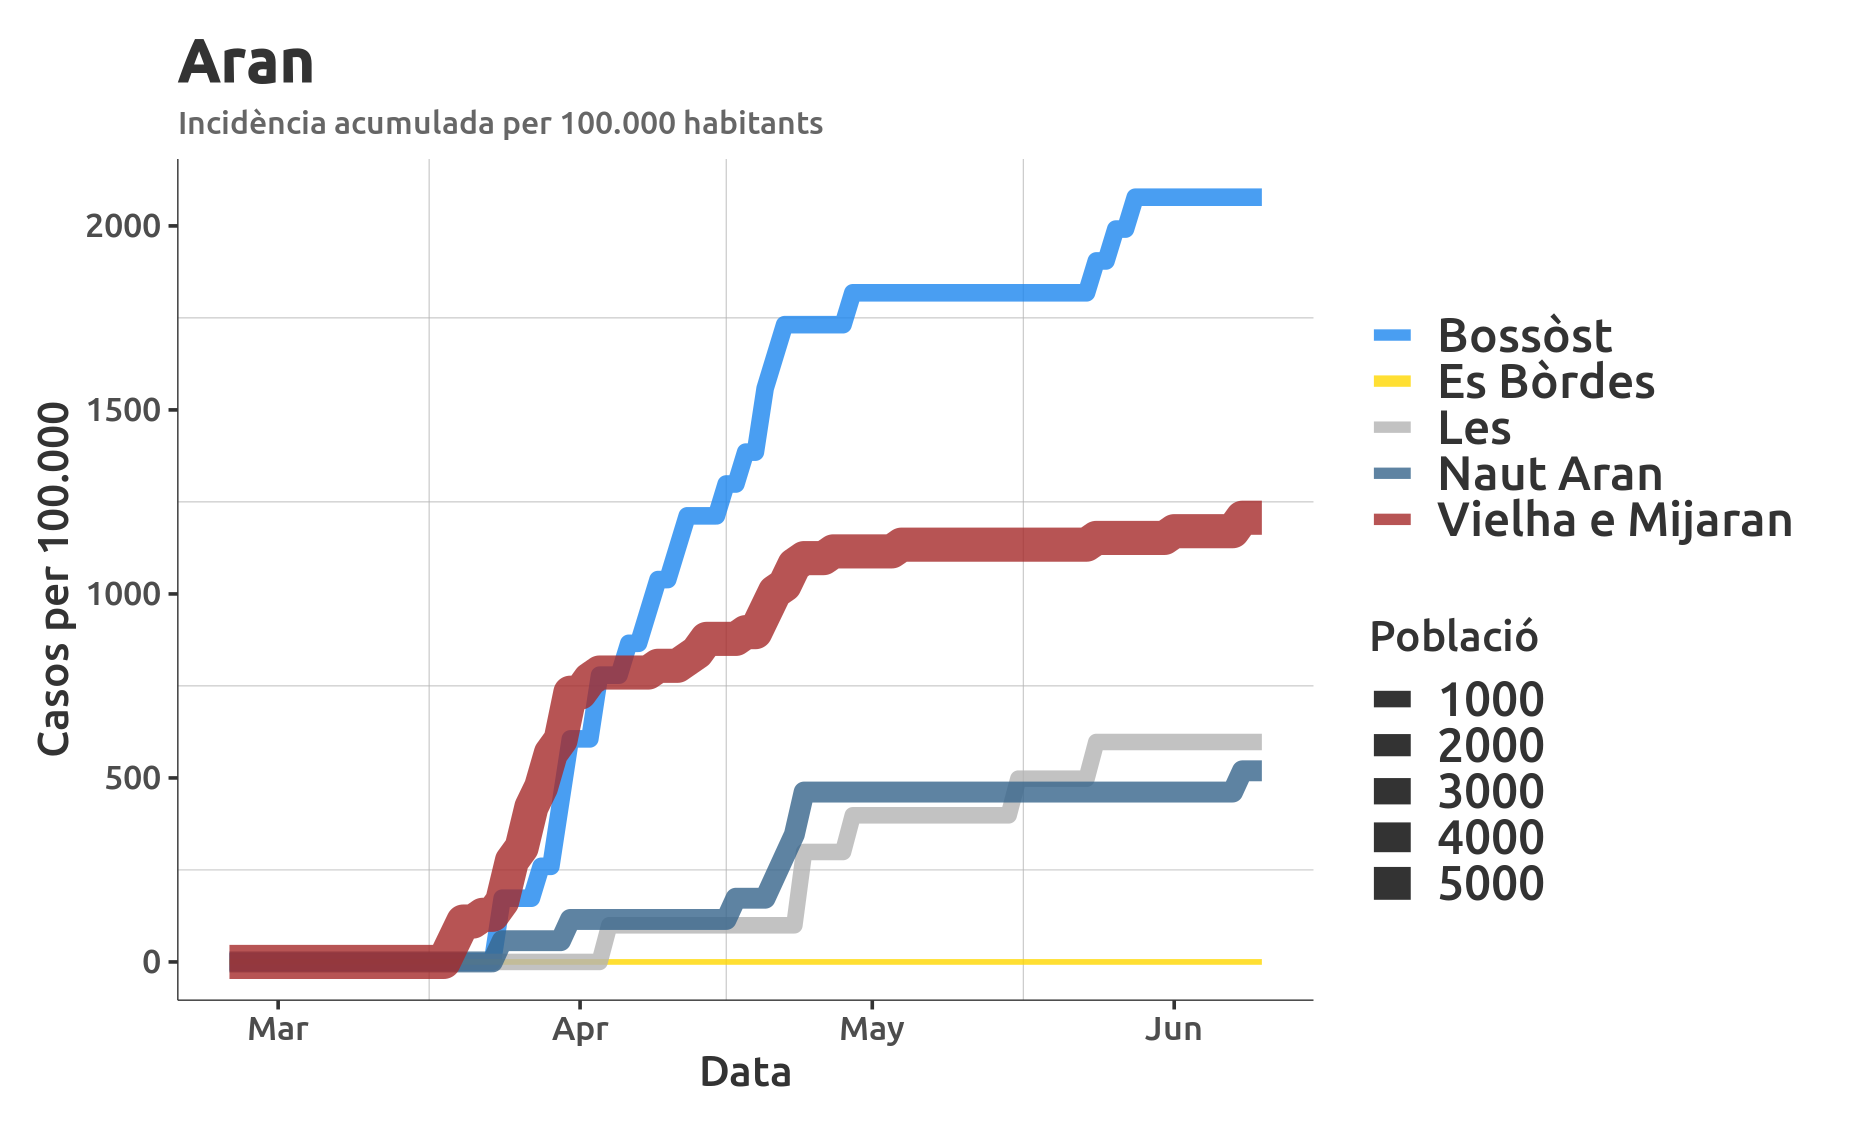 Aran
Incidència acumulada per 100.000 habitants
Casos per 100.000
2000
1500
1000
500
0
Mar
Apr
May
Jun
Data
Bossòst
Es Bòrdes
Les
Naut Aran
Vielha e Mijaran
Població
1000
2000
3000
4000
5000